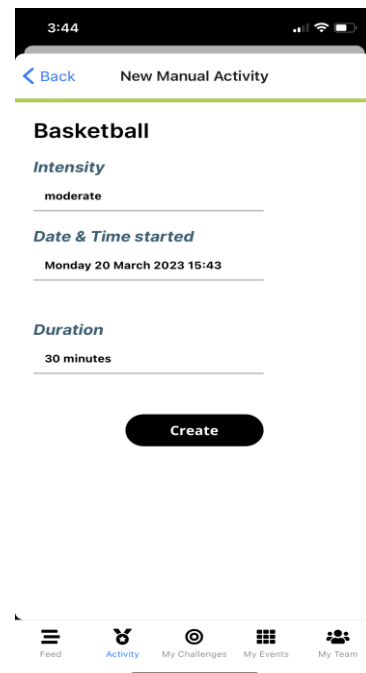 3:44
Back New Manual Activity
Basketball
Intensity
moderate
Date & Time started
Monday 20 March 2023 15:43
Duration
30 minutes
Create
Feed Activity My Challenges My Events My Team